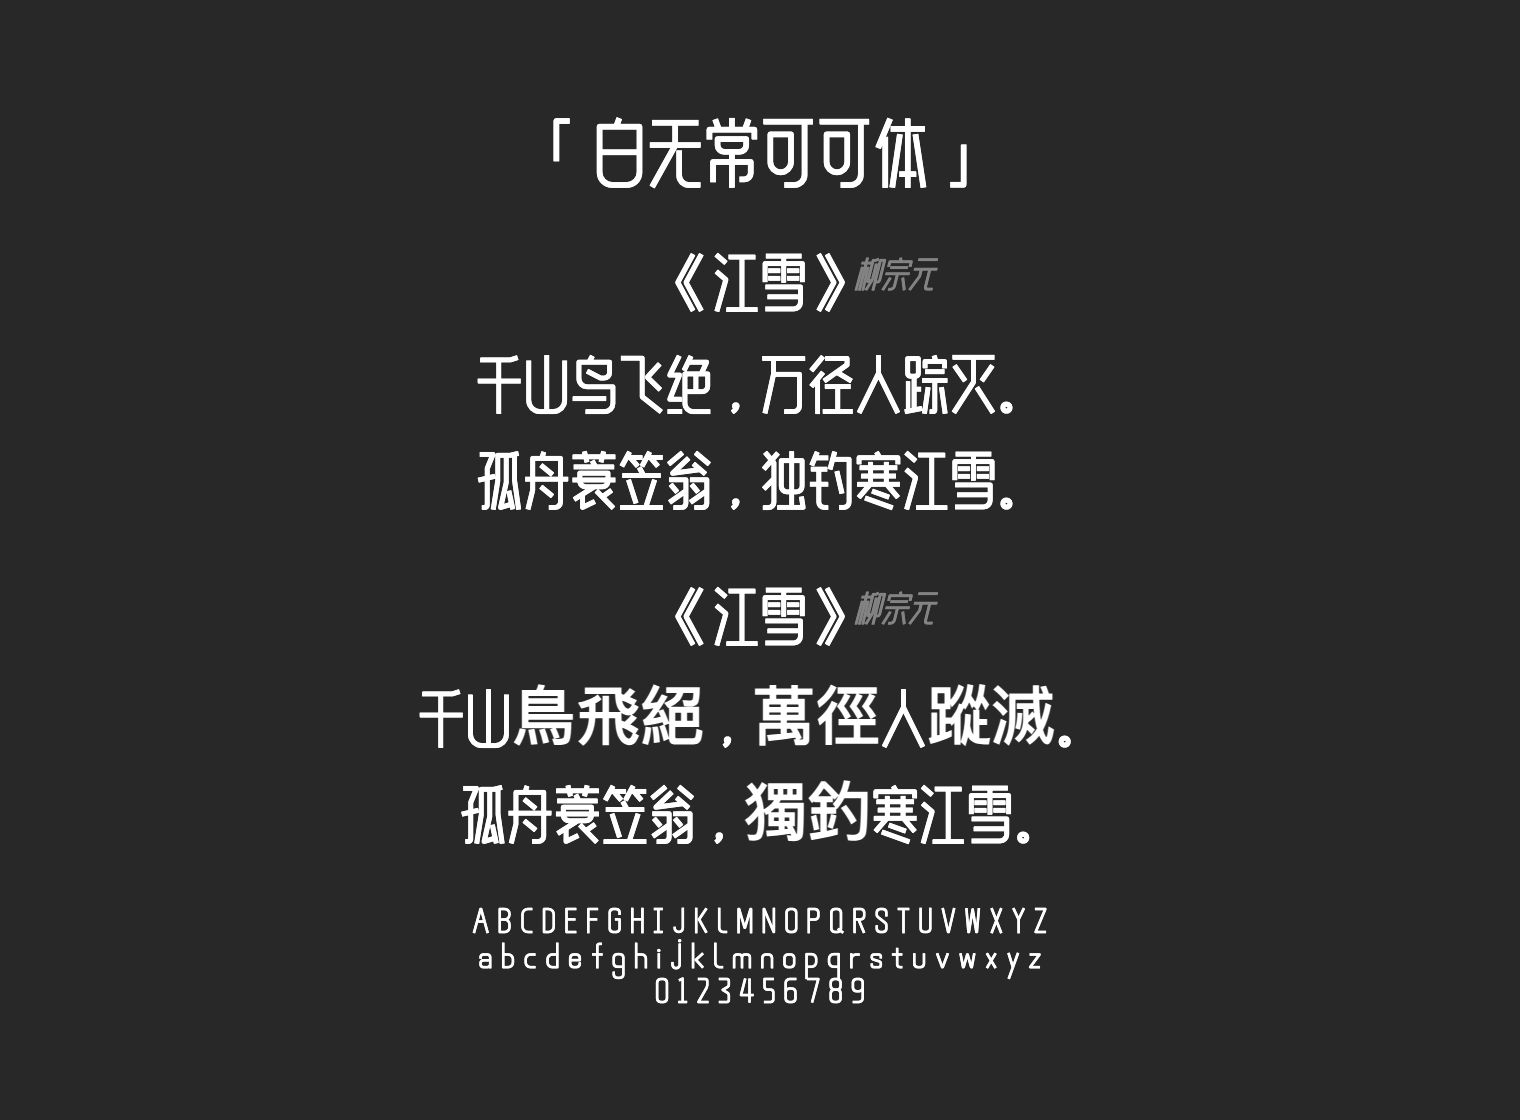 「白无常可可体」
《江雪》柳宗元
千山鸟飞绝，万径人踪灭。
孤舟蓑笠翁，独钓寒江雪。
《江雪》柳宗元
千山鳥飛絕，萬徑人蹤滅。
孤舟蓑笠翁，獨釣寒江雪。
ABCDEFGHIJKLMNOPQRSTUVWXYZ
abcdefghijklmnopqrstuvwxyz
0123456789